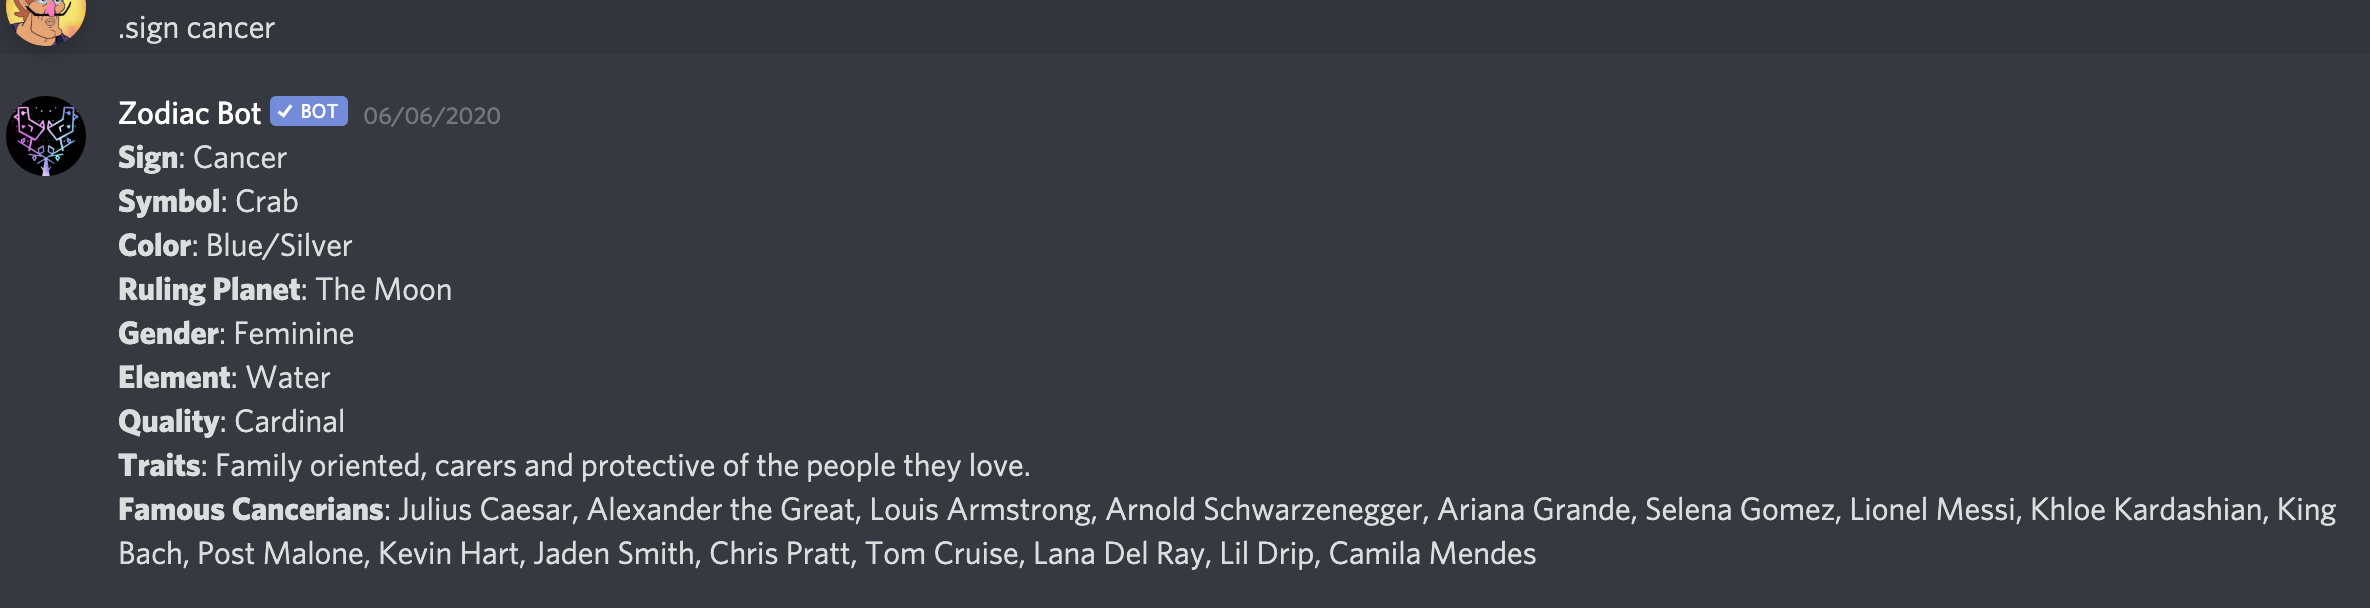 .sign cancer
Zodiac Bot ✓ BOT 06/06/2020
Sign: Cancer
Symbol: Crab
Color: Blue/Silver
Ruling Planet: The Moon
Gender: Feminine
Element: Water
Quality: Cardinal
Traits: Family oriented, carers and protective of the people they love.
Famous Cancerians: Julius Caesar, Alexander the Great, Louis Armstrong, Arnold Schwarzenegger, Ariana Grande, Selena Gomez, Lionel Messi, Khloe Kardashian, King
Bach, Post Malone, Kevin Hart, Jaden Smith, Chris Pratt, Tom Cruise, Lana Del Ray, Lil Drip, Camila Mendes